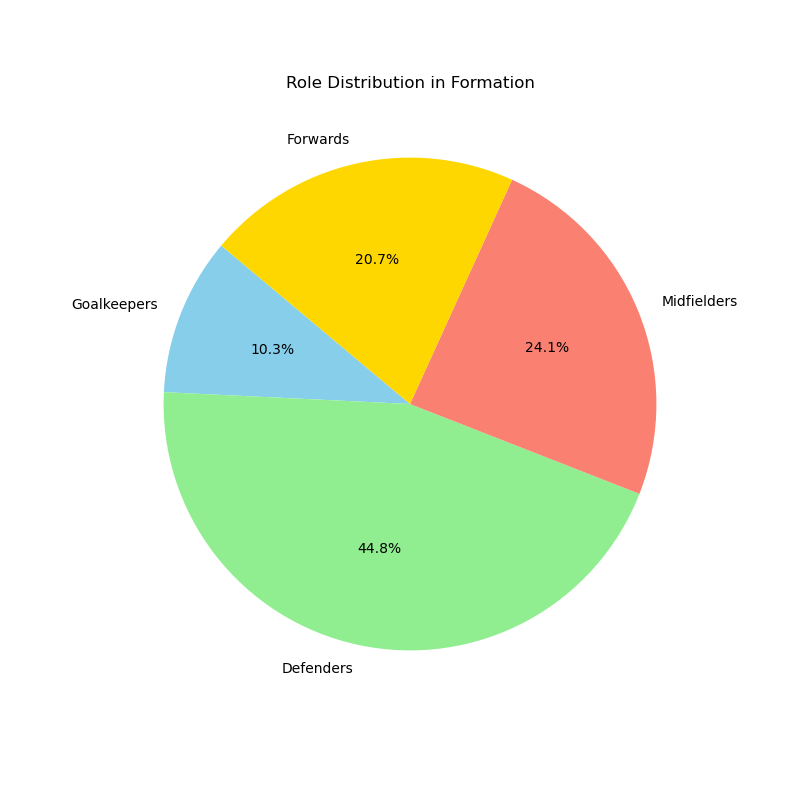 Role Distribution in Formation
Forwards
20.7%
Goalkeepers
10.3%
Midfielders
24.1%
44.8%
Defenders